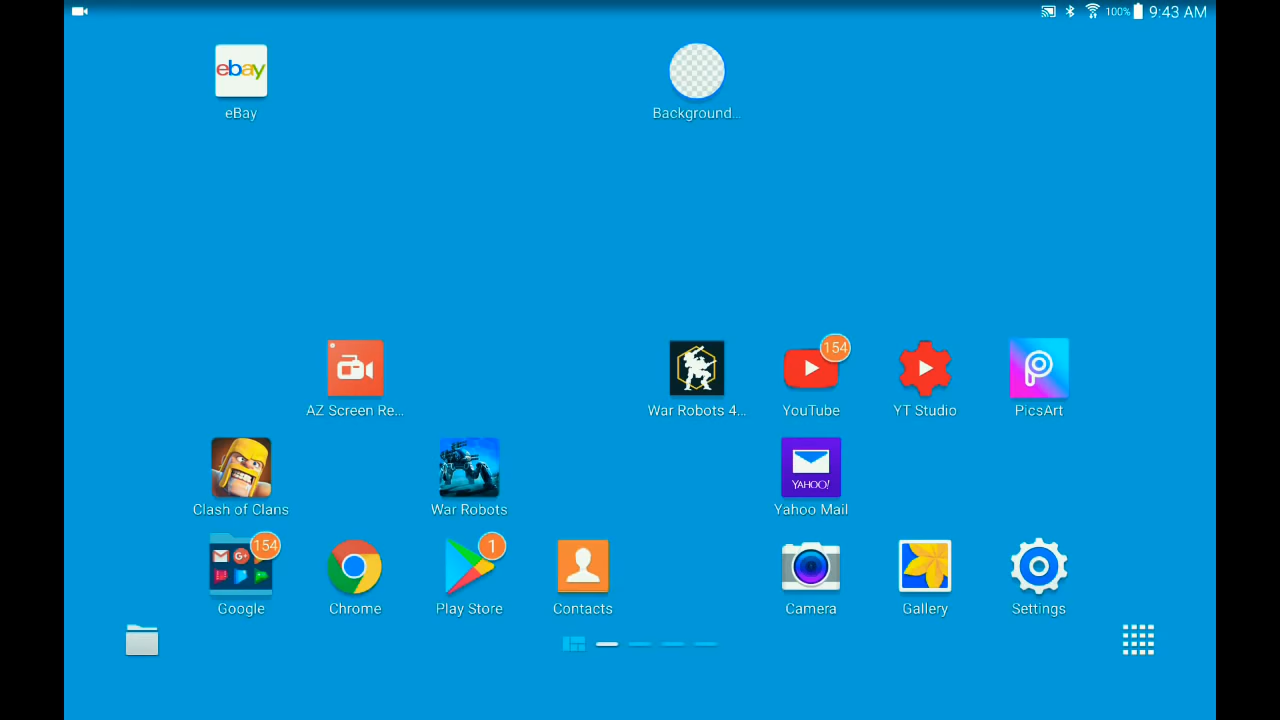 100% 9:43 AM
ebay
eBay Background...
154
AZ Screen Re... War Robots 4... YouTube YT Studio PicsArt
YAHOO!
Clash of Clans War Robots Yahoo Mail
154 1
Google Chrome Play Store Contacts Camera Gallery Settings